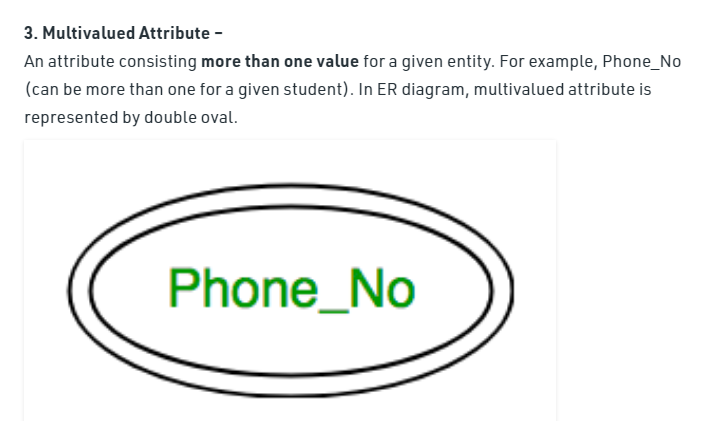 3. Multivalued Attribute –
An attribute consisting more than one value for a given entity. For example, Phone_No
(can be more than one for a given student). In ER diagram, multivalued attribute is
represented by double oval.
Phone_No